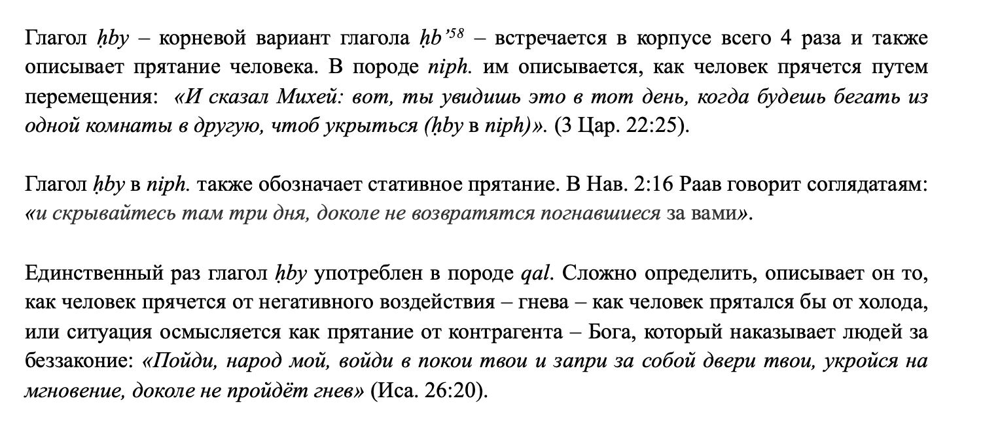 Глагол ḥby – корневой вариант глагола ḥb’⁵⁸ – встречается в корпусе всего 4 раза и также
описывает прятание человека. В породе niph. им описывается, как человек прячется путем
перемещения: «И сказал Михей: вот, ты увидишь это в тот день, когда будешь бегать из
одной комнаты в другую, чтоб укрыться (ḥby в niph)». (3 Цар. 22:25).
Глагол ḥby в niph. также обозначает стативное прятание. В Нав. 2:16 Раав говорит соглядатаям:
«и скрывайтесь там три дня, доколе не возвратятся погнавшиеся за вами».
Единственный раз глагол ḥby употреблен в породе qal. Сложно определить, описывает он то,
как человек прячется от негативного воздействия – гнева – как человек прятался бы от холода,
или ситуация осмысляется как прятание от контрагента – Бога, который наказывает людей за
беззаконие: «Пойди, народ мой, войди в покои твои и запри за собой двери твои, укройся на
мгновение, доколе не пройдёт гнев» (Иса. 26:20).